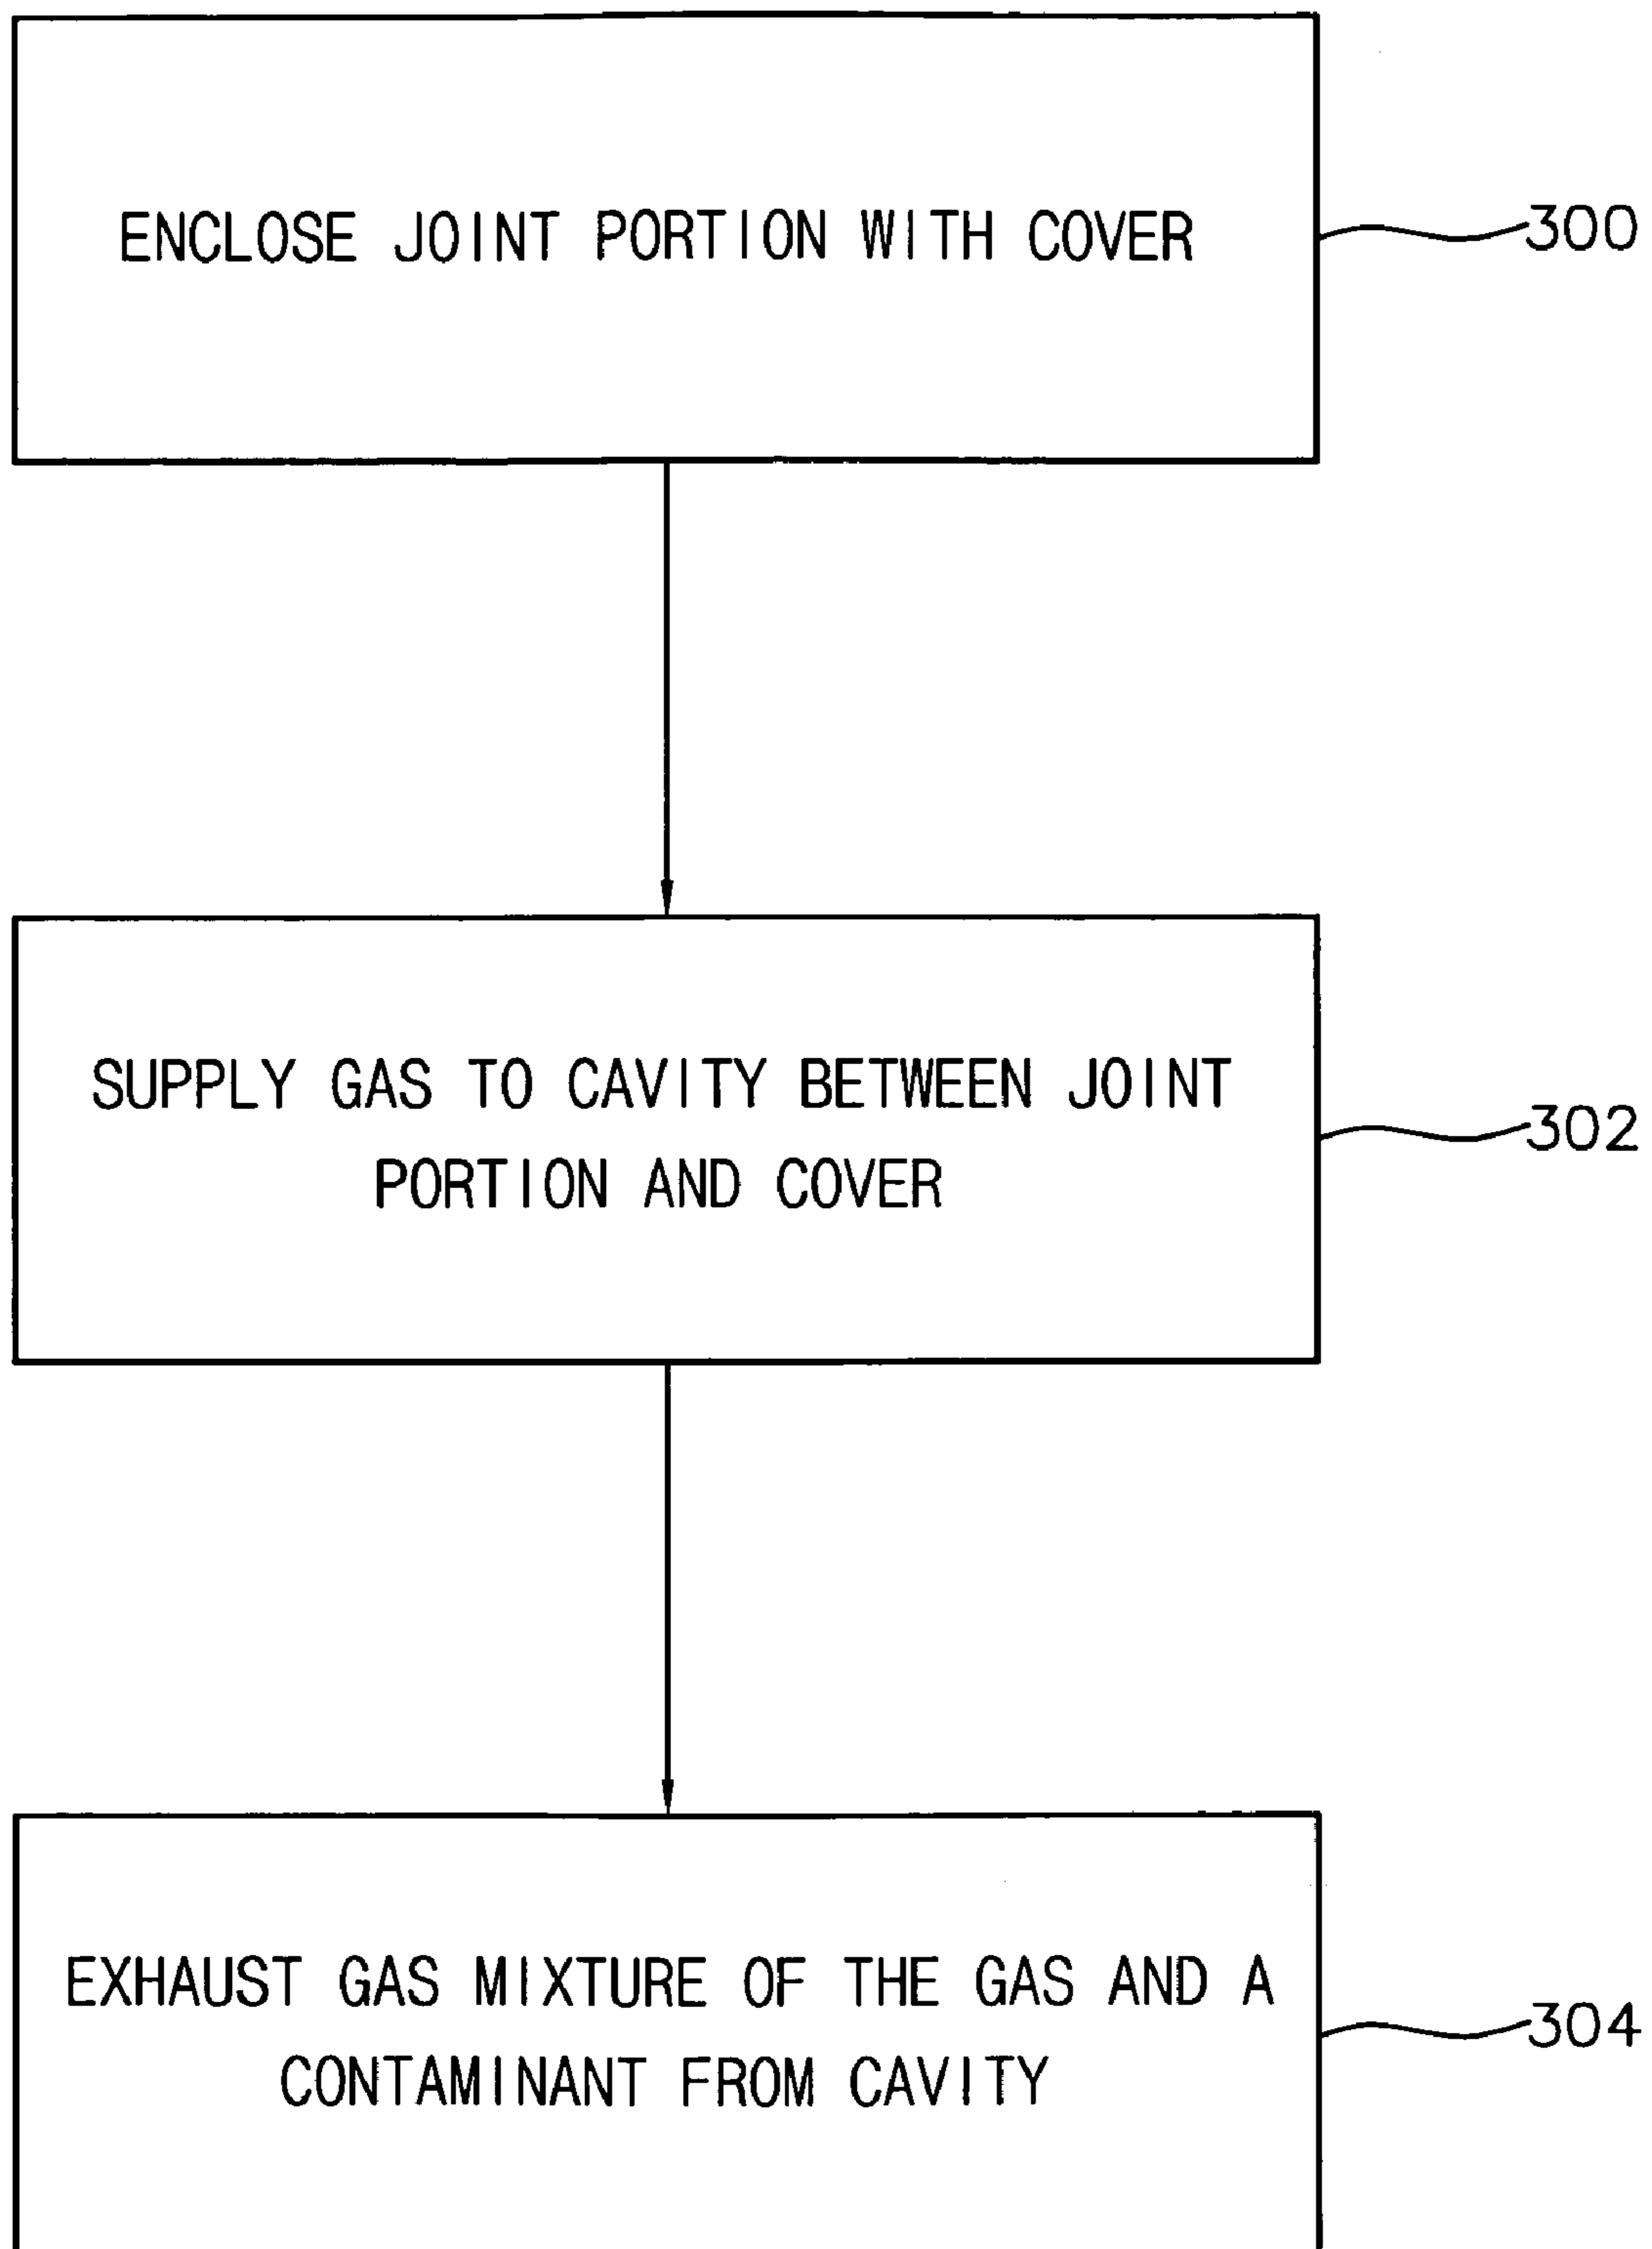 ENCLOSE JOINT PORTION WITH COVER
300
SUPPLY GAS TO CAVITY BETWEEN JOINT
PORTION AND COVER
302
EXHAUST GAS MIXTURE OF THE GAS AND A
CONTAMINANT FROM CAVITY
304